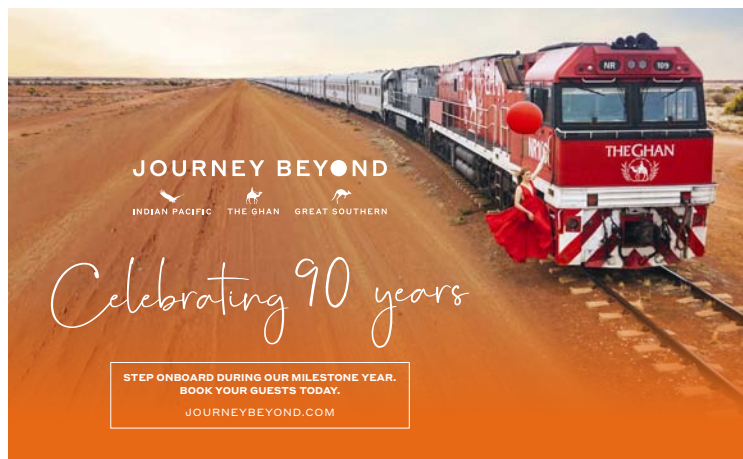 NR 109
NR109
THE GHAN
JOURNEY BEYOND
INDIAN PACIFIC THE GHAN GREAT SOUTHERN
Celebrating 90 years
STEP ONBOARD DURING OUR MILESTONE YEAR.
BOOK YOUR GUESTS TODAY.
JOURNEYBEYOND.COM